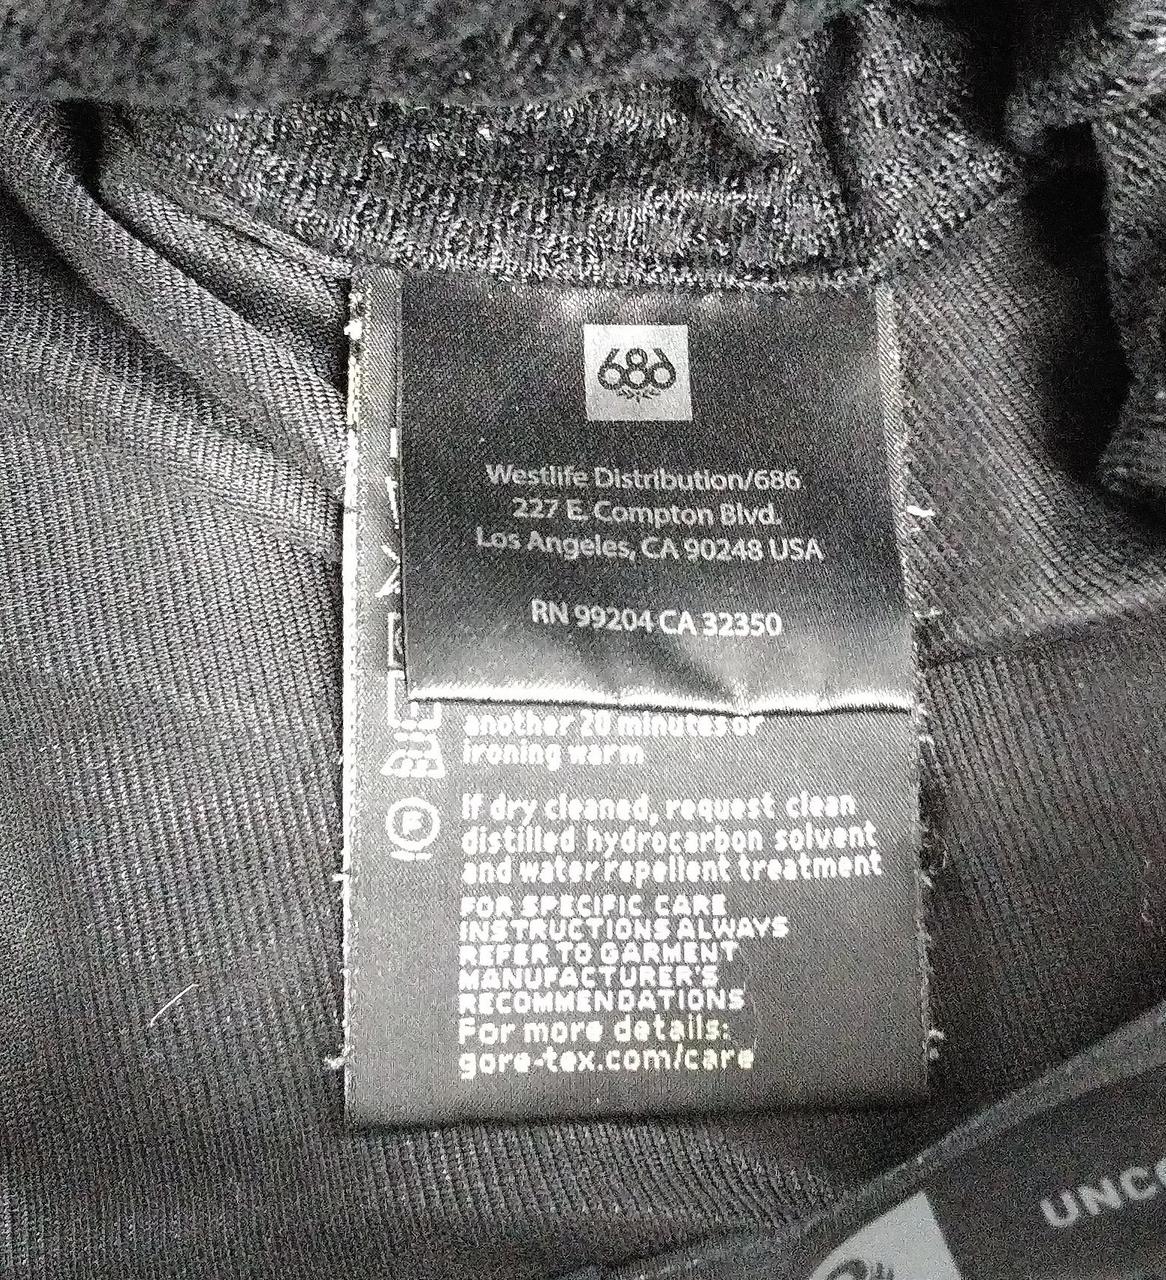 686
Westlife Distribution/686
227 E. Compton Blvd.
Los Angeles, CA 90248 USA
RN 99204 CA 32350
another 20 minutes or
ironing warm
F
If dry cleaned, request clean
distilled hydrocarbon solvent
and water repellent treatment
FOR SPECIFIC CARE
INSTRUCTIONS ALWAYS
REFER TO GARMENT
MANUFACTURER'S
RECOMMENDATIONS
For more details:
gore-tex.com/care